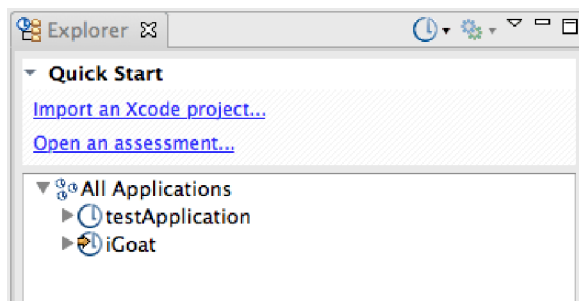 Explorer
Quick Start
Import an Xcode project...
Open an assessment...
All Applications
testApplication
iGoat